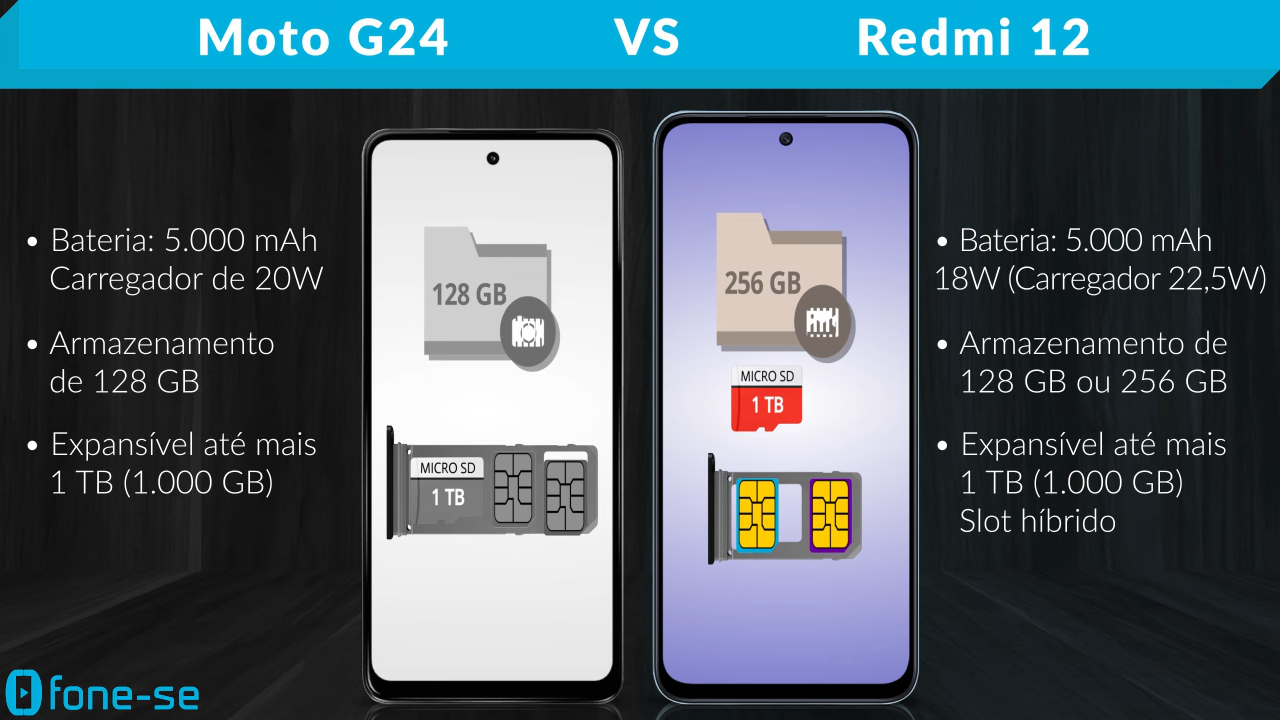 Moto G24 VS Redmi 12
• Bateria: 5.000 mAh
Carregador de 20W
• Armazenamento
de 128 GB
• Expansível até mais
1 TB (1.000 GB)
128 GB
MICRO SD
1 TB
256 GB
MICRO SD
1 TB
• Bateria: 5.000 mAh
18W (Carregador 22,5W)
• Armazenamento de
128 GB ou 256 GB
• Expansível até mais
1 TB (1.000 GB)
Slot híbrido
fone-se